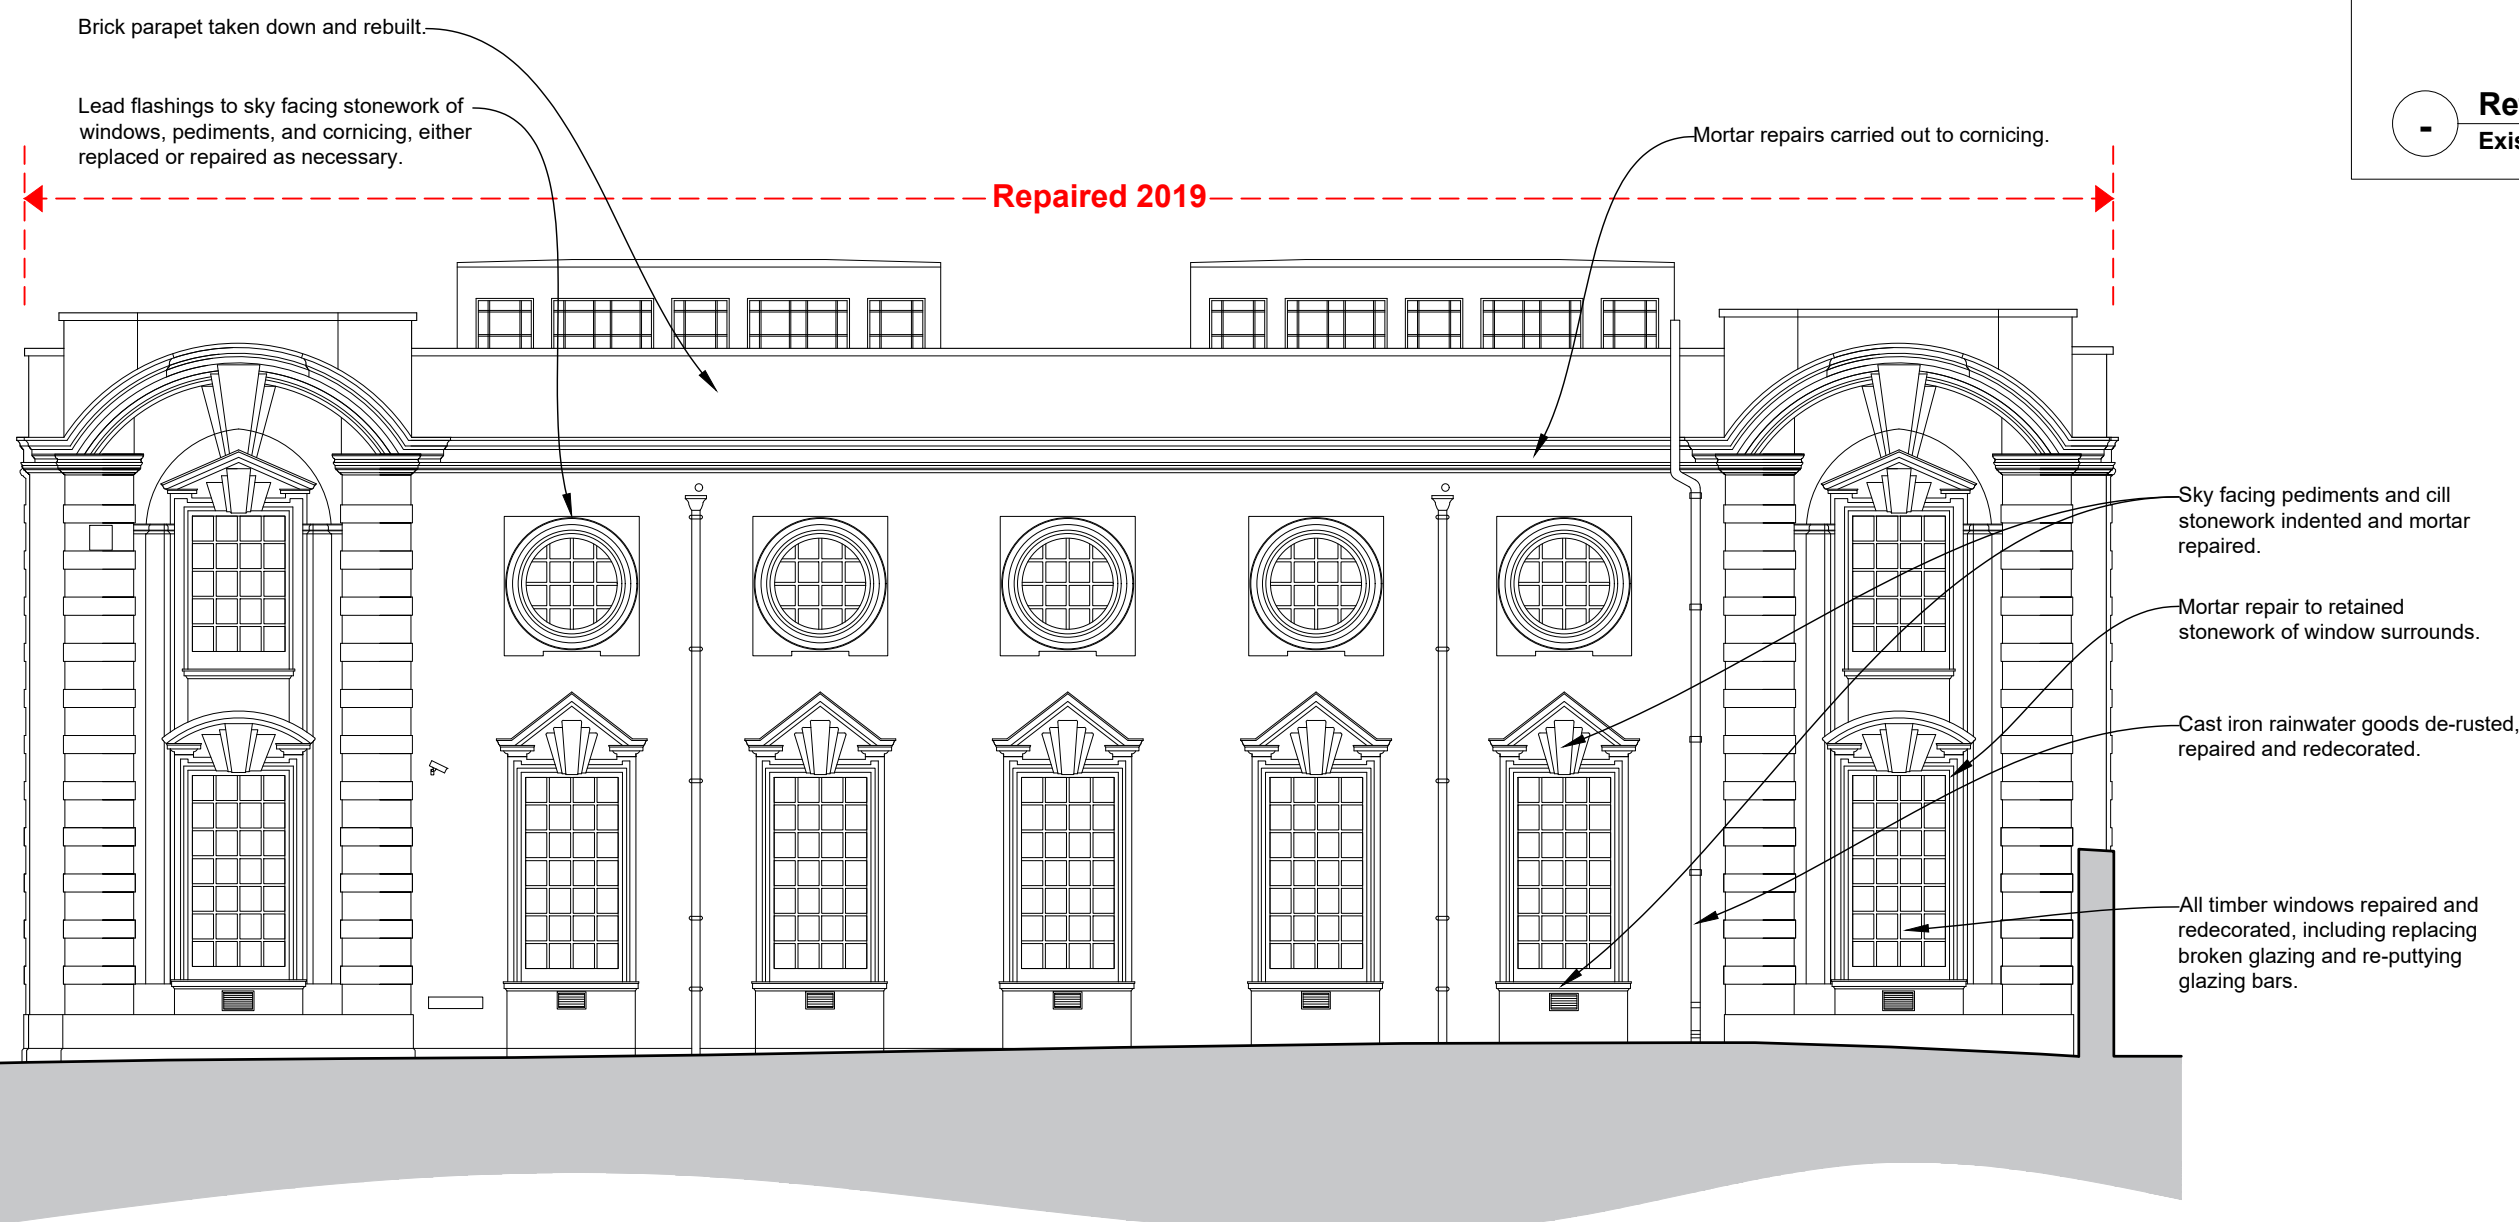 Brick parapet taken down and rebuilt.
Lead flashings to sky facing stonework of
windows, pediments, and cornicing, either
replaced or repaired as necessary.
Mortar repairs carried out to cornicing.
Repaired 2019
-
Re
Exis
Sky facing pediments and cill
stonework indented and mortar
repaired.
Mortar repair to retained
stonework of window surrounds.
Cast iron rainwater goods de-rusted,
repaired and redecorated.
All timber windows repaired and
redecorated, including replacing
broken glazing and re-puttying
glazing bars.